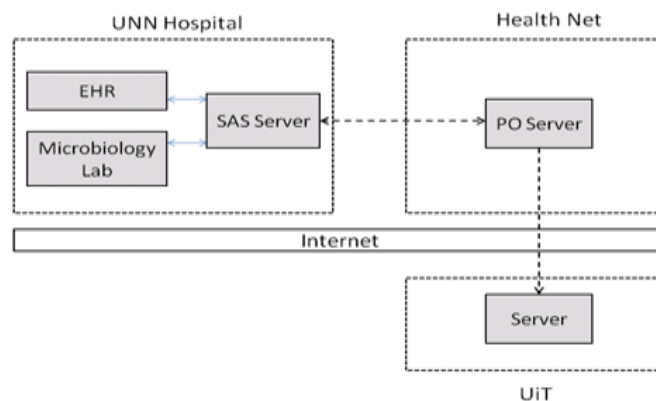 UNN Hospital
Health Net
EHR
SAS Server
PO Server
Microbiology
Lab
Internet
Server
UiT